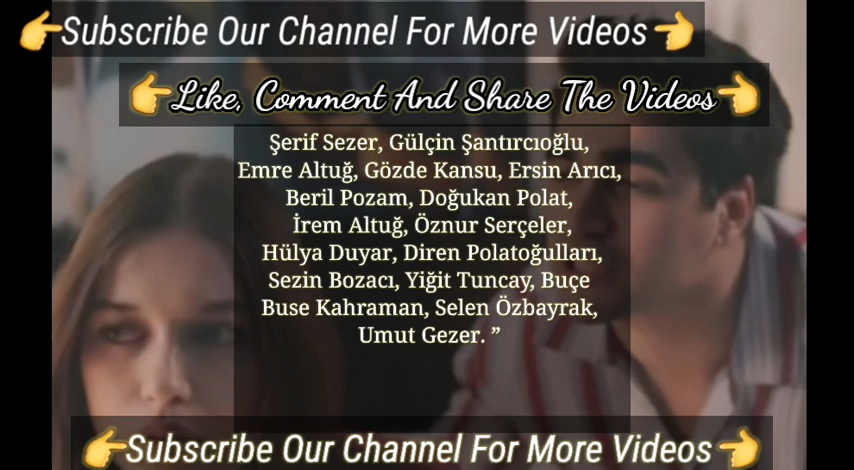 👉Subscribe Our Channel For More Videos👈
👉Like, Comment And Share The Videos👈
Şerif Sezer, Gülçin Şantırcıoğlu,
Emre Altuğ, Gözde Kansu, Ersin Arıcı,
Beril Pozam, Doğukan Polat,
İrem Altuğ, Öznur Serçeler,
Hülya Duyar, Diren Polatoğulları,
Sezin Bozacı, Yiğit Tuncay, Buçe
Buse Kahraman, Selen Özbayrak,
Umut Gezer. ”
👉Subscribe Our Channel For More Videos👈